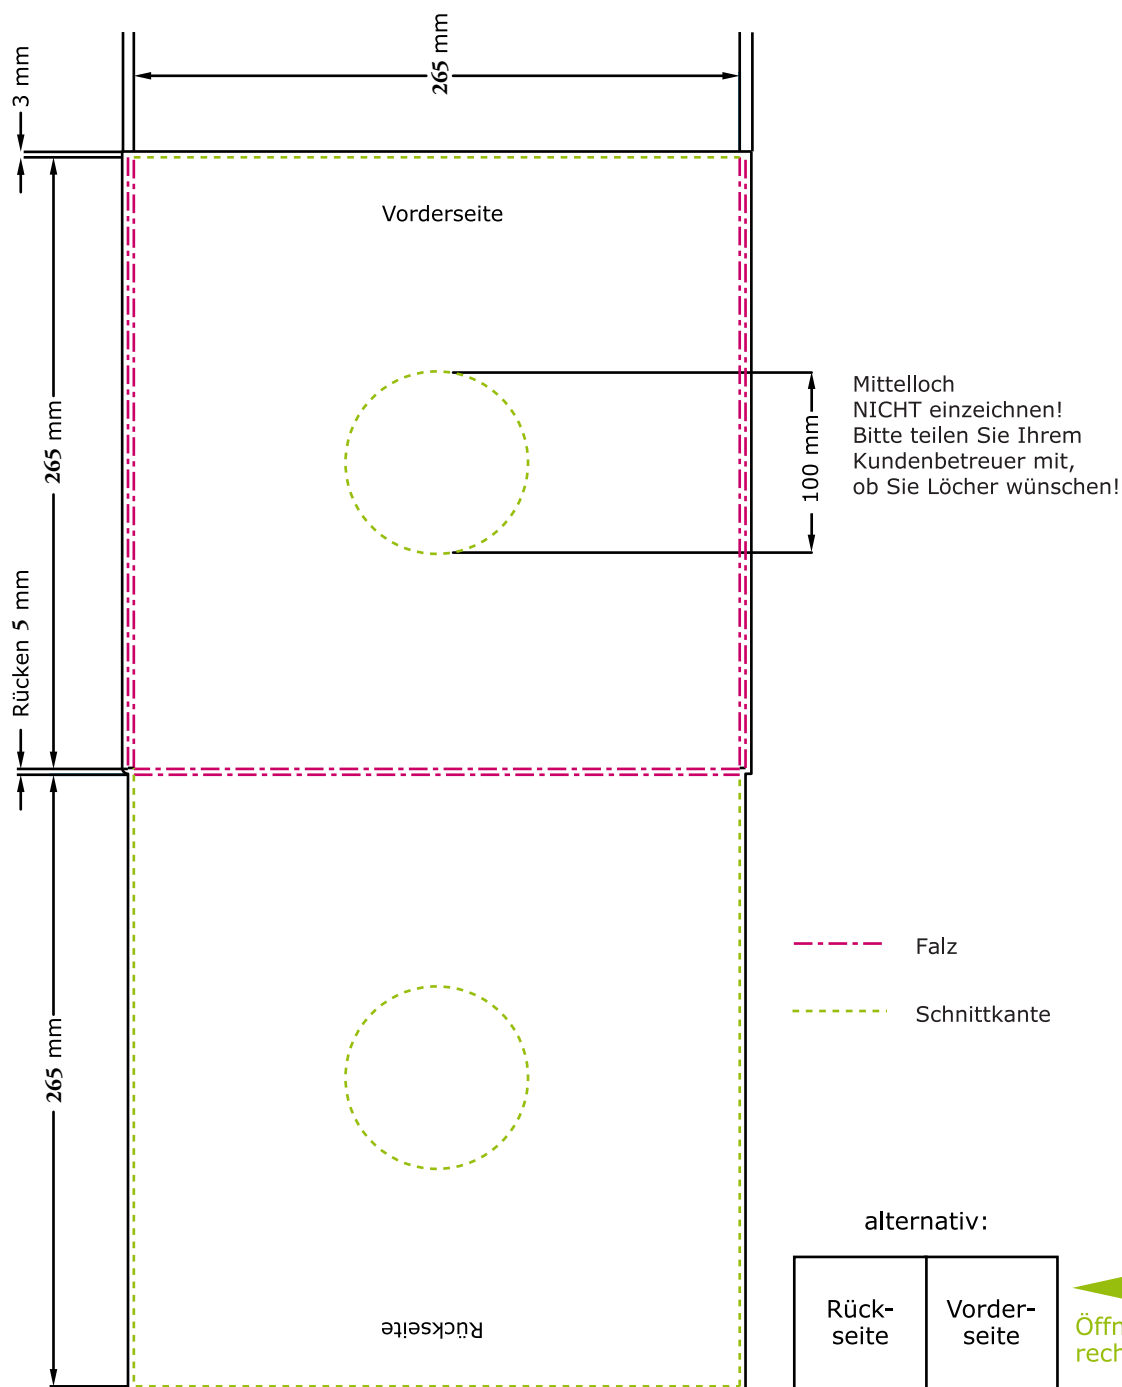 265 mm
3 mm
Vorderseite
265 mm
100 mm
Mittelloch
NICHT einzeichnen!
Bitte teilen Sie Ihrem
Kundenbetreuer mit,
ob Sie Löcher wünschen!
Rücken 5 mm
Falz
Schnittkante
265 mm
Rückseite
alternativ:
Rück-
seite
Vorder-
seite